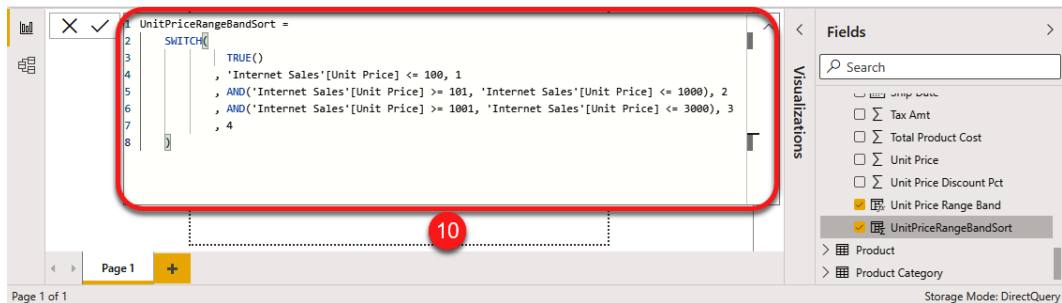 1 UnitPriceRangeBandSort =
2 SWITCH(
3 TRUE()
4 , 'Internet Sales'[Unit Price] <= 100, 1
5 , AND('Internet Sales'[Unit Price] >= 101, 'Internet Sales'[Unit Price] <= 1000), 2
6 , AND('Internet Sales'[Unit Price] >= 1001, 'Internet Sales'[Unit Price] <= 3000), 3
7 , 4
8 )
10
Page 1
Page 1 of 1
Visualizations
Fields
Search
Ship Date
Tax Amt
Total Product Cost
Unit Price
Unit Price Discount Pct
Unit Price Range Band
UnitPriceRangeBandSort
Product
Product Category
Storage Mode: DirectQuery